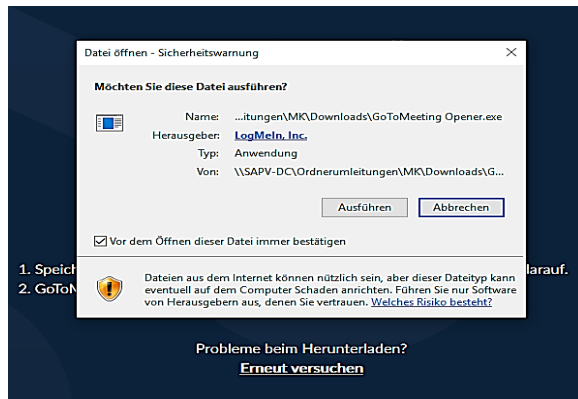 Datei öffnen - Sicherheitswarnung
Möchten Sie diese Datei ausführen?
Name: ...itungen\MK\Downloads\GoToMeeting Opener.exe
Herausgeber: LogMeIn, Inc.
Typ: Anwendung
Von: \\SAPV-DC\Ordnerumleitungen\MK\Downloads\G...
Ausführen Abbrechen
Vor dem Öffnen dieser Datei immer bestätigen
1. Speich
larauf.
2. GoToM
Dateien aus dem Internet können nützlich sein, aber dieser Dateityp kann
eventuell auf dem Computer Schaden anrichten. Führen Sie nur Software
von Herausgebern aus, denen Sie vertrauen. Welches Risiko besteht?
Probleme beim Herunterladen?
Erneut versuchen